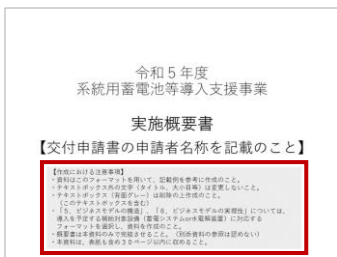 令和５年度
系統用蓄電池等導入支援事業
実施概要書
【交付申請書の申請者名称を記載のこと】
【作成における注意事項】
・資料はこのフォーマットを用いて、記載例を参考に作成のこと。
・テキストボックス外の文字（タイトル、大小目等）は変更しないこと。
・テキストボックス（背面グレー）は削除の上作成のこと。
（このテキストボックスを含む）
・「５、ビジネスモデルの構造」、「６、ビジネスモデルの実現性」については、
導入を予定する補助対象設備（蓄電システムor水電解装置）に対応する
フォーマットを選択し、資料を作成のこと。
・概要書は本資料のみで完結させること。（別添資料の参照は認めない）
・本資料は、表紙も含め３０ページ以内に収めること。